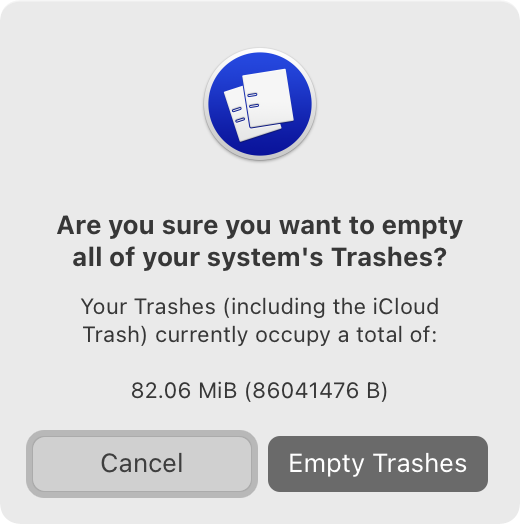 Are you sure you want to empty
all of your system's Trashes?
Your Trashes (including the iCloud
Trash) currently occupy a total of:
82.06 MiB (86041476 B)
Cancel
Empty Trashes